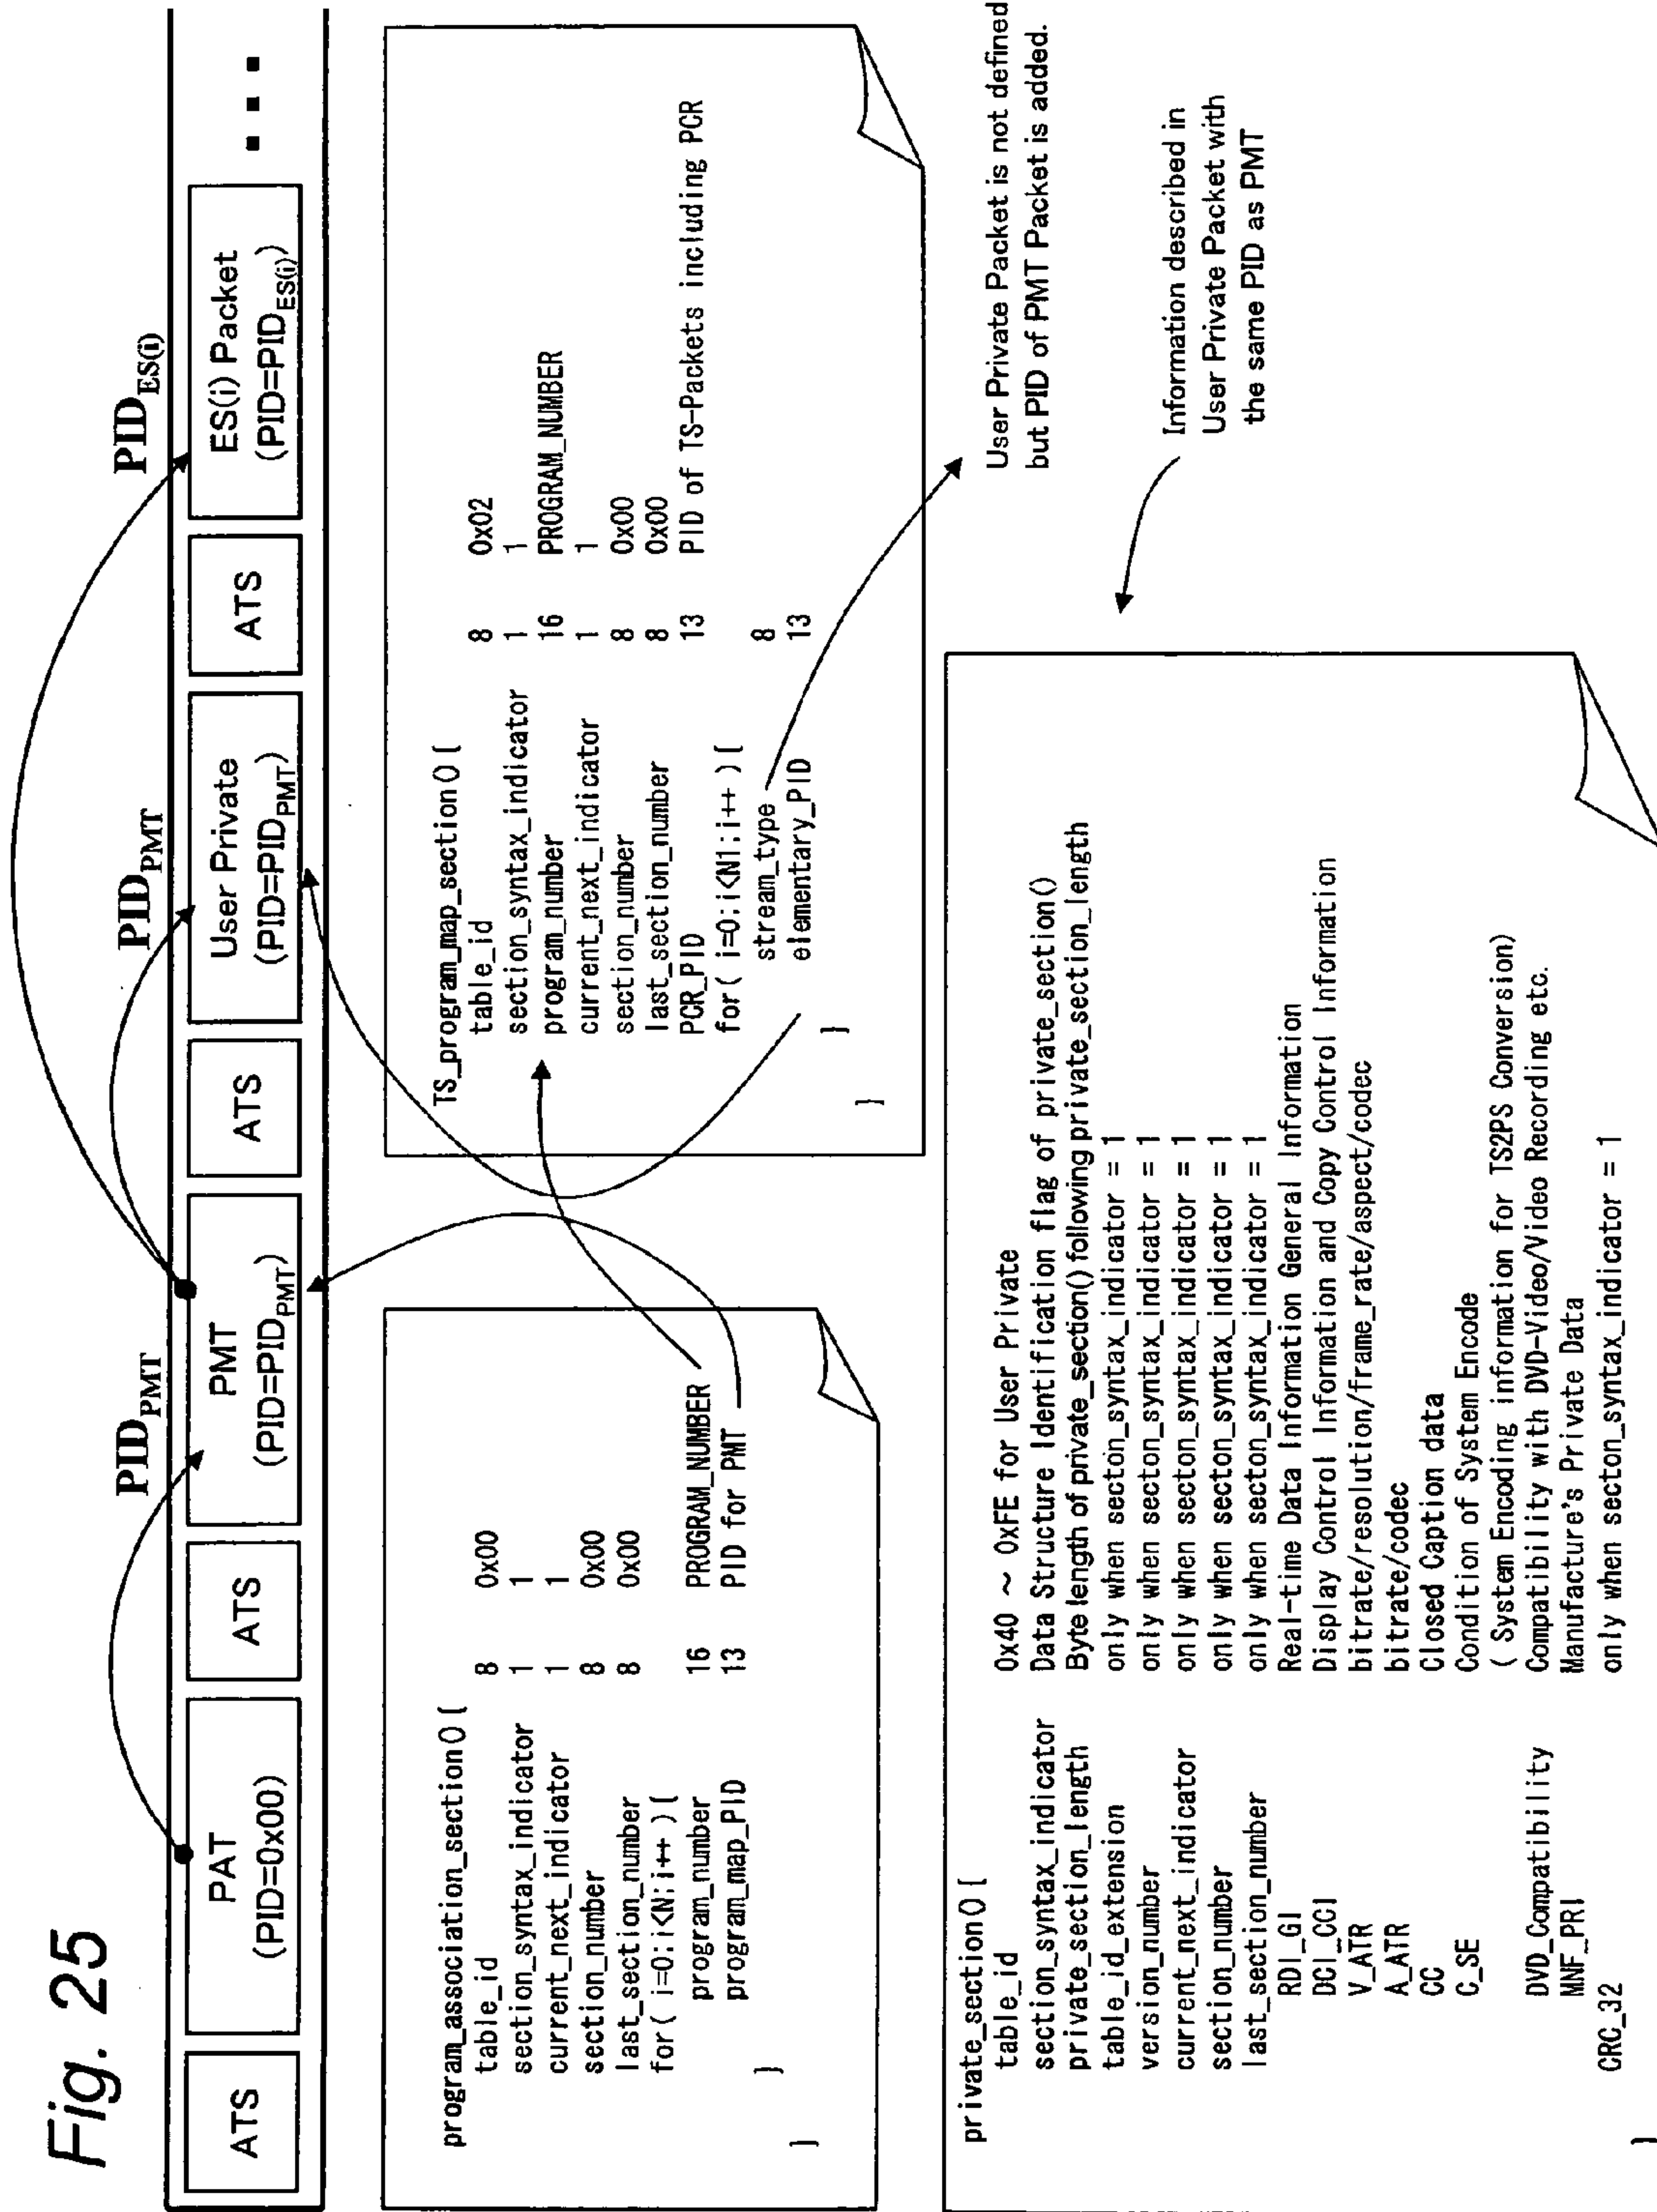 Fig. 25
PID_PMT PID_PMT PID_ES(i)
ATS PAT ATS PMT ATS User Private ATS ES(i) Packet ■ ■ ■
(PID=0x00) (PID=PID_PMT) (PID=PID_PMT) (PID=PID_ES(i))
program_association_section() {
table_id 8 0x00
section_syntax_indicator 1 1
current_next_indicator 1 1
section_number 8 0x00
last_section_number 8 0x00
for( i=0;i<N;i++ ) {
program_number 16 PROGRAM_NUMBER
program_map_PID 13 PID for PMT
}
}
TS_program_map_section() {
table_id 8 0x02
section_syntax_indicator 1 1
program_number 16 PROGRAM_NUMBER
current_next_indicator 1 1
section_number 8 0x00
last_section_number 8 0x00
PCR_PID 13 PID of TS-Packets including PCR
for( i=0;i<N1;i++ ) {
stream_type 8
elementary_PID 13
}
}
User Private Packet is not defined
but PID of PMT Packet is added.
private_section() {
table_id 0x40 ~ 0xFE for User Private
section_syntax_indicator Data Structure Identification flag of private_section()
private_section_length Byte length of private_section() following private_section_length
table_id_extension only when secton_syntax_indicator = 1
version_number only when secton_syntax_indicator = 1
current_next_indicator only when secton_syntax_indicator = 1
section_number only when secton_syntax_indicator = 1
last_section_number only when secton_syntax_indicator = 1
RDI_GI Real-time Data Information General Information
DCI_CCI Display Control Information and Copy Control Information
V_ATR bitrate/resolution/frame_rate/aspect/codec
A_ATR bitrate/codec
CC Closed Caption data
C_SE Condition of System Encode
( System Encoding information for TS2PS Conversion)
DVD_Compatibility Compatibility with DVD-Video/Video Recording etc.
MNF_PRI Manufacture's Private Data
CRC_32 only when secton_syntax_indicator = 1
}
Information described in
User Private Packet with
the same PID as PMT